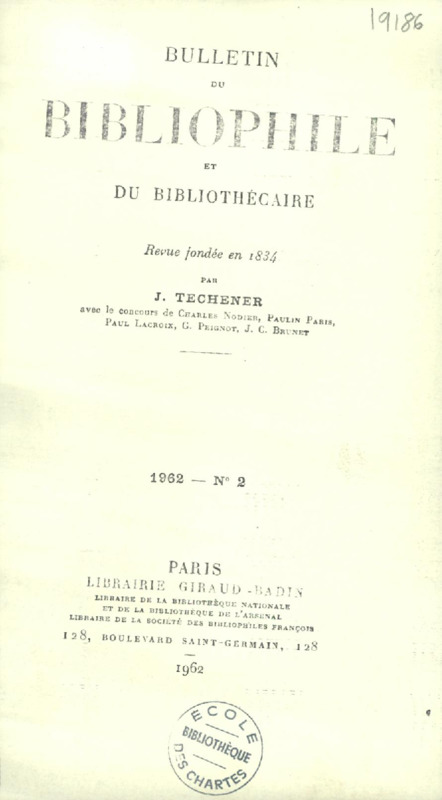 19186
BULLETIN
DU
BIBLIOPHILE
ET
DU BIBLIOTHÉCAIRE
Revue fondée en 1834
PAR
J. TECHENER
avec le concours de CHARLES NODIER, PAULIN PARIS,
PAUL LACROIX, G. PEIGNOT, J. C. BRUNET
1962 — N° 2
PARIS
LIBRAIRIE GIRAUD-BADIN
LIBRAIRE DE LA BIBLIOTHÈQUE NATIONALE
ET DE LA BIBLIOTHÈQUE DE L'ARSENAL
LIBRAIRE DE LA SOCIÉTÉ DES BIBLIOPHILES FRANÇOIS
128, BOULEVARD SAINT-GERMAIN, 128
1962
ÉCOLE
BIBLIOTHÈQUE
DES CHARTES